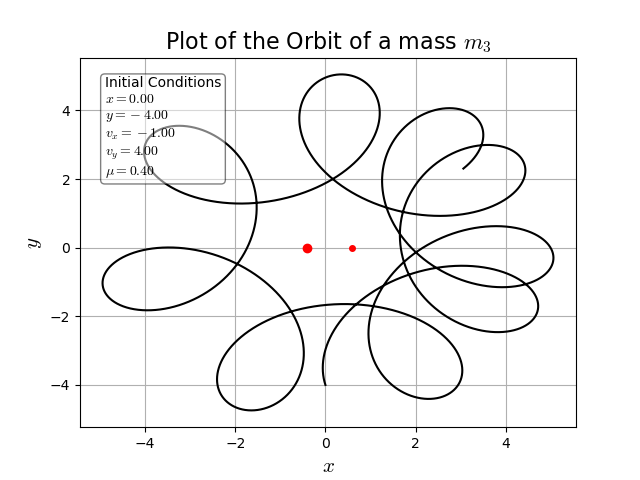 Plot of the Orbit of a mass m₃
Initial Conditions
x = 0.00
y = −4.00
vₓ = −1.00
v_y = 4.00
μ = 0.40
4
2
0
−2
−4
y
−4
−2
0
2
4
x